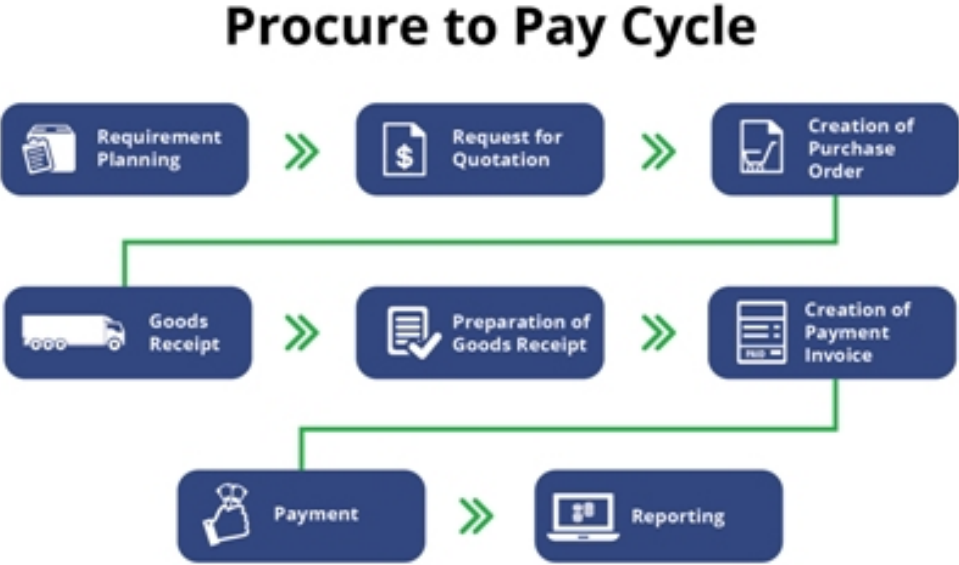 Procure to Pay Cycle
Requirement
Planning
Request for
Quotation
$
Creation of
Purchase
Order
Goods
Receipt
Preparation of
Goods Receipt
Creation of
Payment
Invoice
PAID
Payment
Reporting